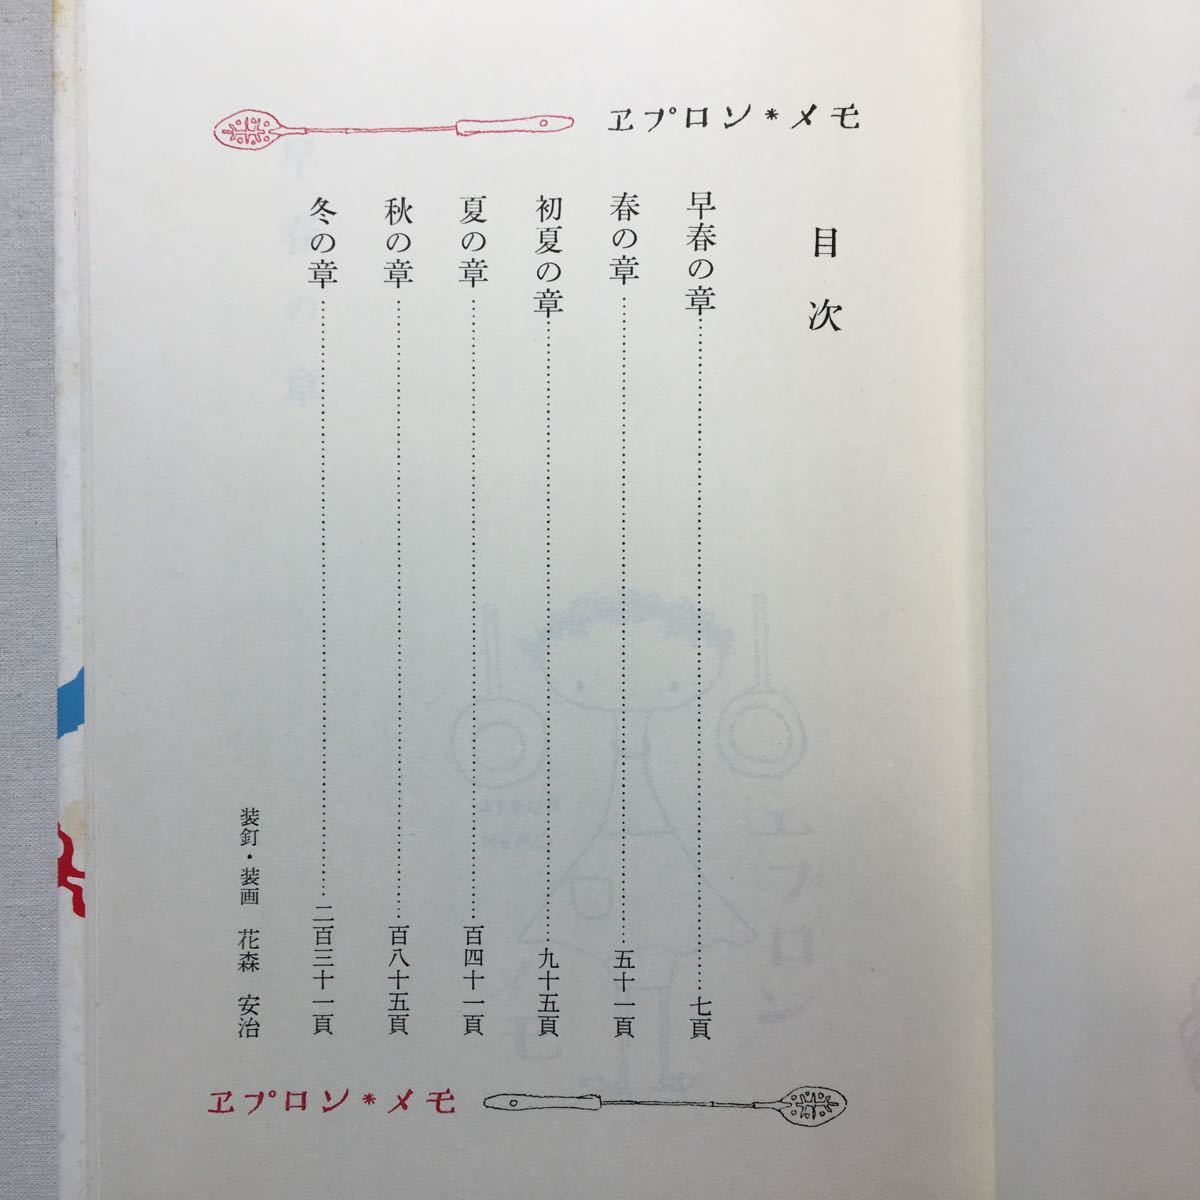 ヱプロン*メモ
目次
早春の章……七頁
春の章……五十一頁
初夏の章……九十五頁
夏の章……百四十一頁
秋の章……百八十五頁
冬の章……二百三十一頁
装釘・装画 花森 安治
ヱプロン*メモ